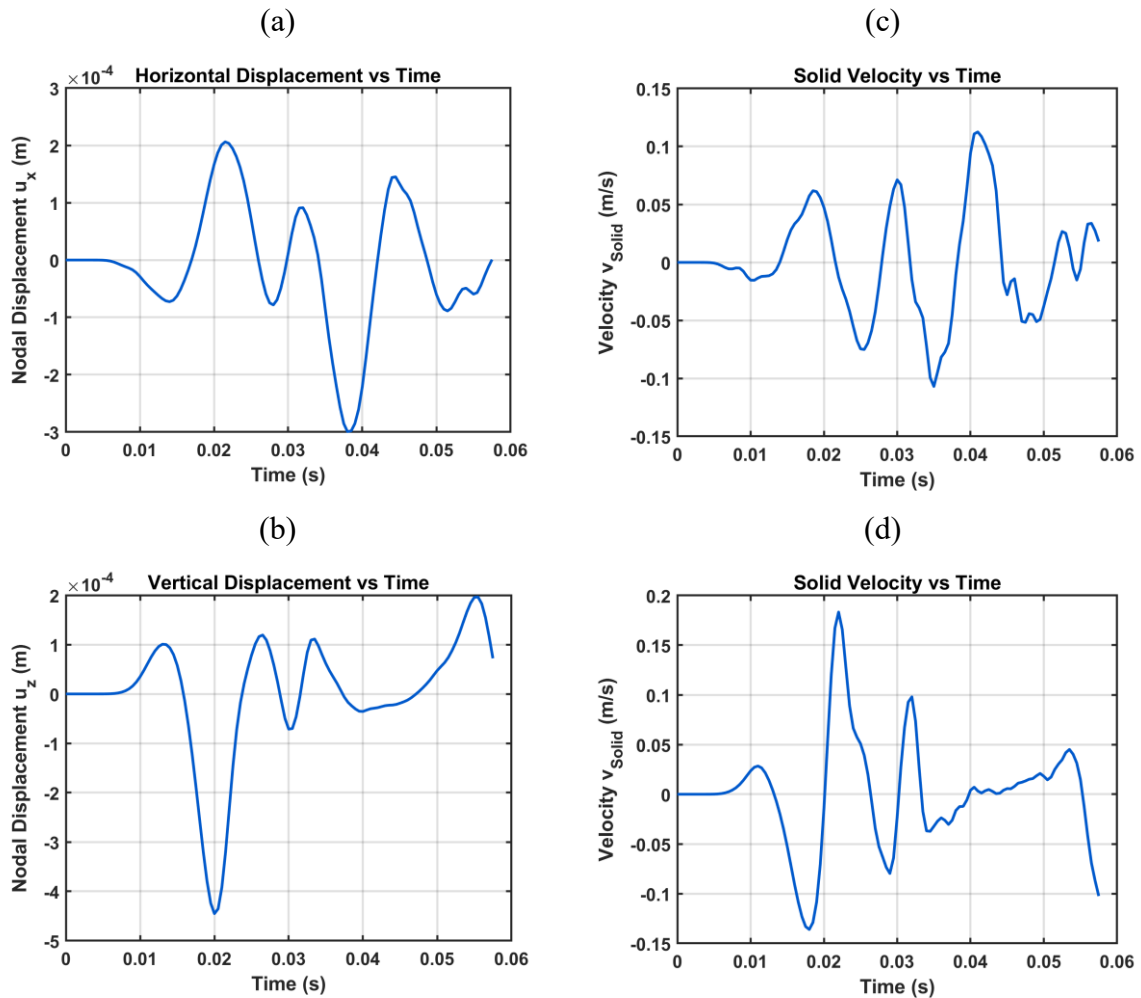 (a)
×10⁻⁴
Horizontal Displacement vs Time
Nodal Displacement uₓ (m)
3
2
1
0
-1
-2
-3
0 0.01 0.02 0.03 0.04 0.05 0.06
Time (s)
(c)
Solid Velocity vs Time
Velocity v_Solid (m/s)
0.15
0.1
0.05
0
-0.05
-0.1
-0.15
0 0.01 0.02 0.03 0.04 0.05 0.06
Time (s)
(b)
×10⁻⁴
Vertical Displacement vs Time
Nodal Displacement u_z (m)
2
1
0
-1
-2
-3
-4
-5
0 0.01 0.02 0.03 0.04 0.05 0.06
Time (s)
(d)
Solid Velocity vs Time
Velocity v_Solid (m/s)
0.2
0.15
0.1
0.05
0
-0.05
-0.1
-0.15
0 0.01 0.02 0.03 0.04 0.05 0.06
Time (s)